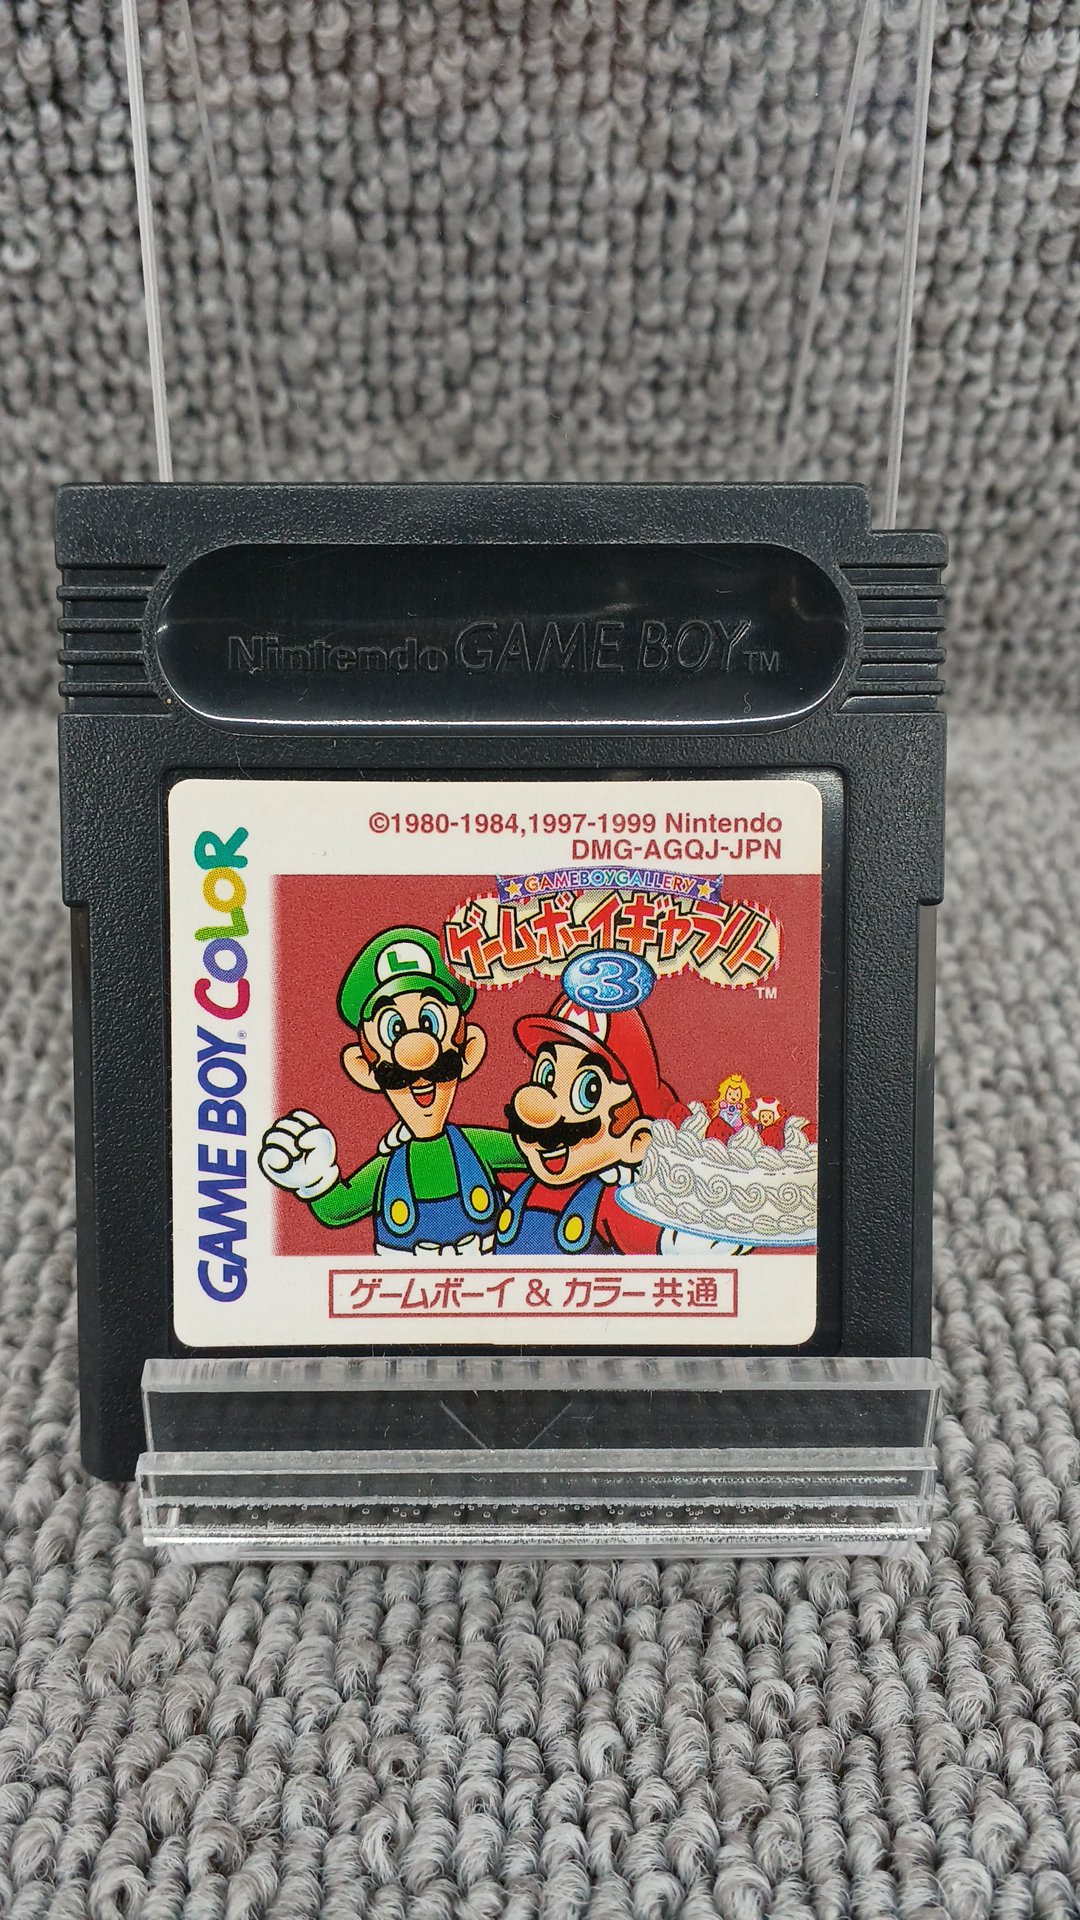 Nintendo GAME BOY™
©1980-1984,1997-1999 Nintendo
DMG-AGQJ-JPN
GAMEBOYGALLERY
ゲームボーイギャラリー
3
™
L
M
GAME BOY® COLOR
ゲームボーイ & カラー共通